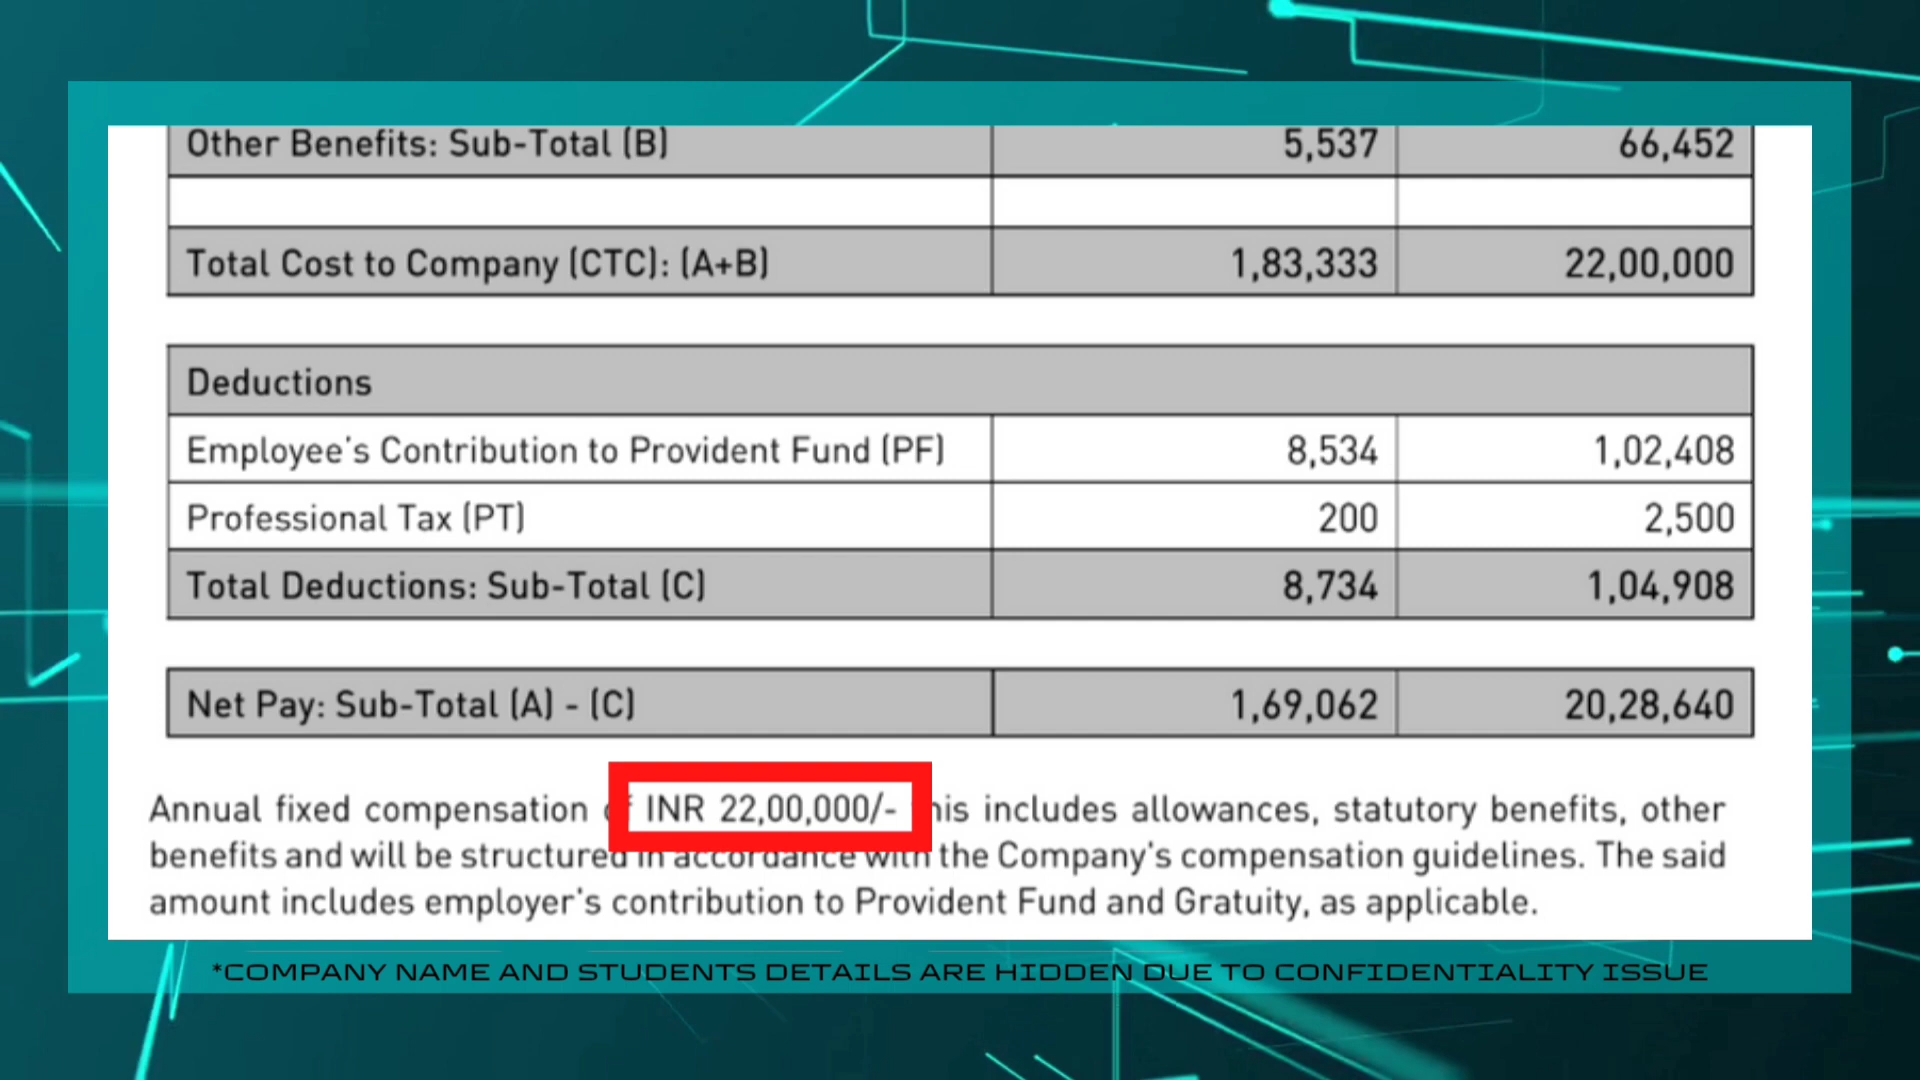 Other Benefits: Sub-Total (B) 5,537 66,452
Total Cost to Company (CTC): (A+B) 1,83,333 22,00,000
Deductions
Employee's Contribution to Provident Fund (PF) 8,534 1,02,408
Professional Tax (PT) 200 2,500
Total Deductions: Sub-Total (C) 8,734 1,04,908
Net Pay: Sub-Total (A) - (C) 1,69,062 20,28,640
Annual fixed compensation INR 22,00,000/- includes allowances, statutory benefits, other
benefits and will be structured in accordance with the Company's compensation guidelines. The said
amount includes employer's contribution to Provident Fund and Gratuity, as applicable.
*COMPANY NAME AND STUDENTS DETAILS ARE HIDDEN DUE TO CONFIDENTIALITY ISSUE